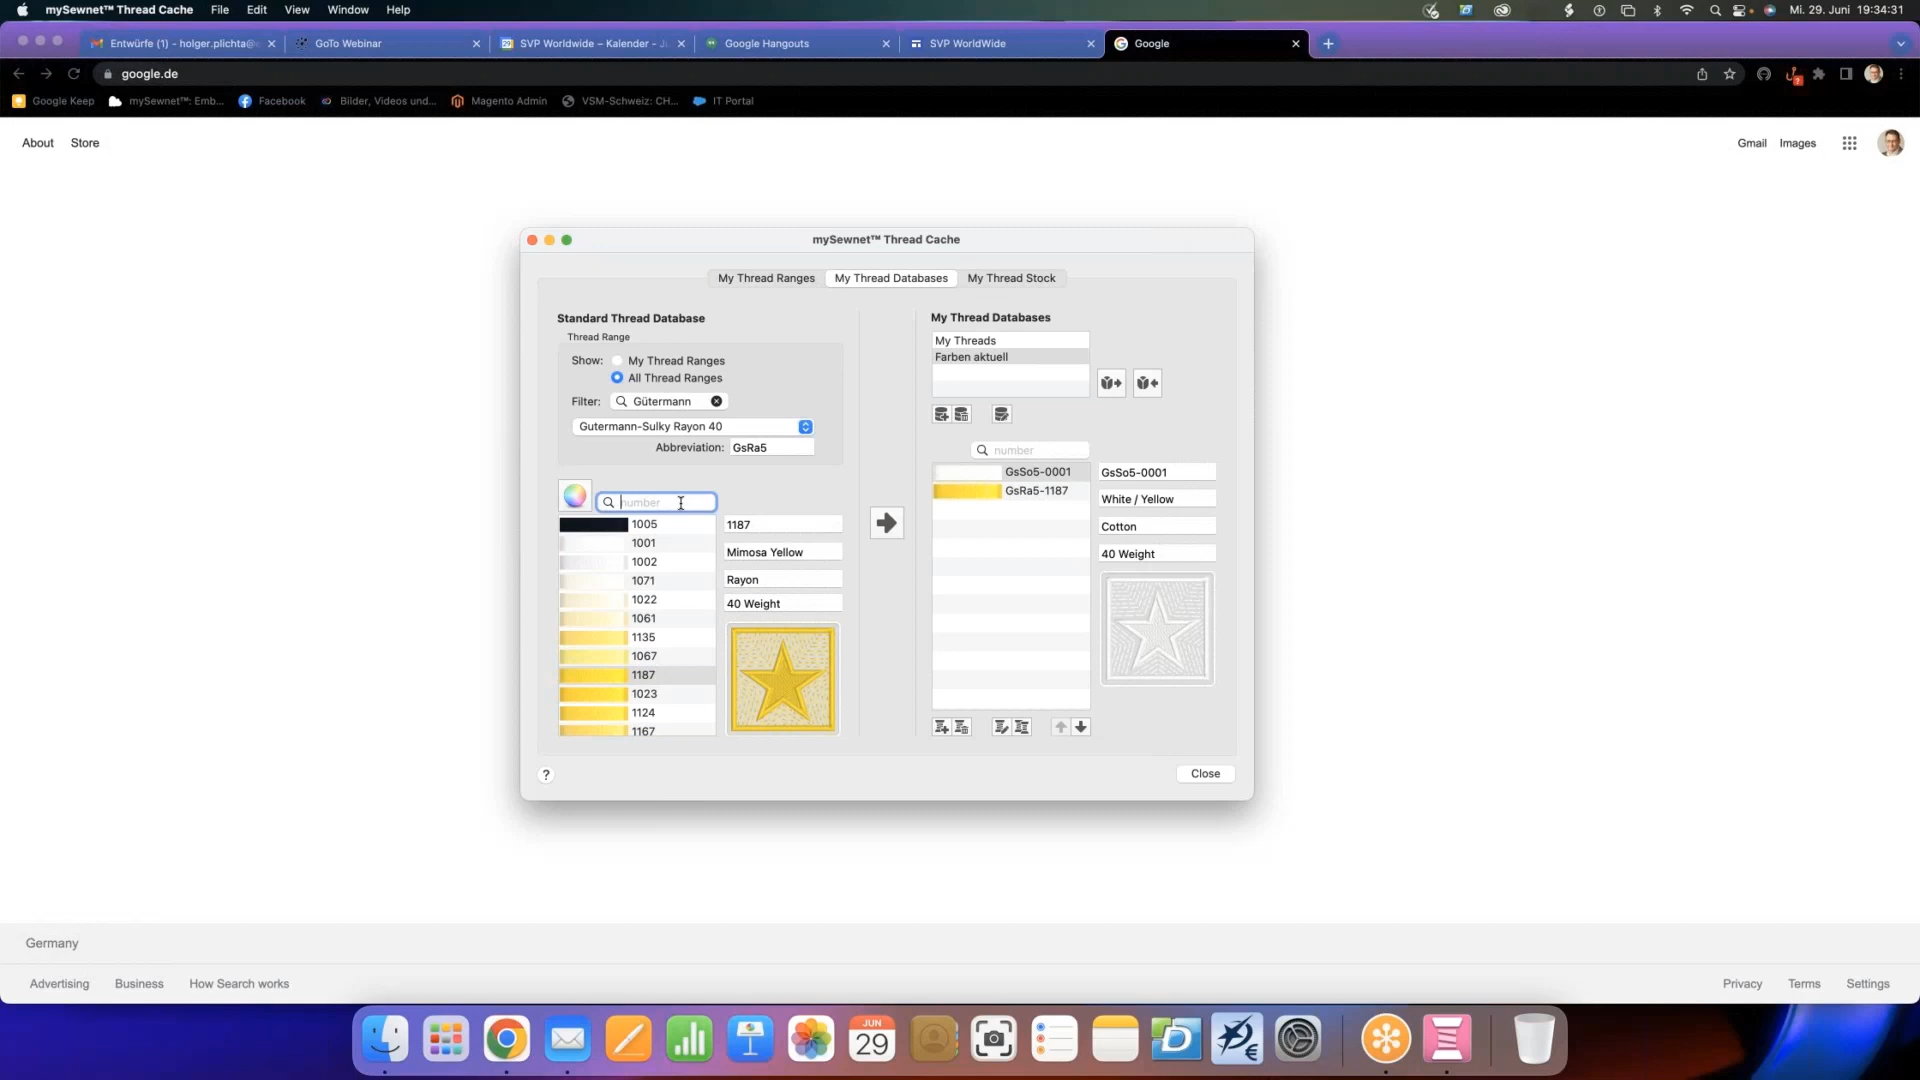 mySewnet™ Thread Cache File Edit View Window Help Mi. 29. Juni 19:34:31
Entwürfe (1) - holger.plichta@ GoTo Webinar SVP Worldwide – Kalender - Google Hangouts SVP WorldWide Google
google.de
Google Keep mySewnet™: Emb... Facebook Bilder, Videos und... Magento Admin VSM-Schweiz: CH... IT Portal
About Store Gmail Images
mySewnet™ Thread Cache
My Thread Ranges My Thread Databases My Thread Stock
Standard Thread Database
Thread Range
Show: My Thread Ranges
All Thread Ranges
Filter: Gütermann
Gutermann-Sulky Rayon 40
Abbreviation: GsRa5
number
1005
1001
1002
1071
1022
1061
1135
1067
1187
1023
1124
1167
1187
Mimosa Yellow
Rayon
40 Weight
My Thread Databases
My Threads
Farben aktuell
number
GsSo5-0001
GsRa5-1187
GsSo5-0001
White / Yellow
Cotton
40 Weight
? Close
Germany
Advertising Business How Search works Privacy Terms Settings
JUN
29